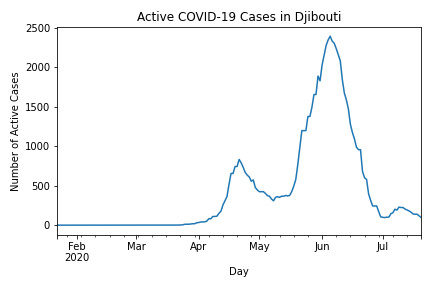 Active COVID-19 Cases in Djibouti
Number of Active Cases
2500
2000
1500
1000
500
0
Feb
2020
Mar
Apr
May
Jun
Jul
Day